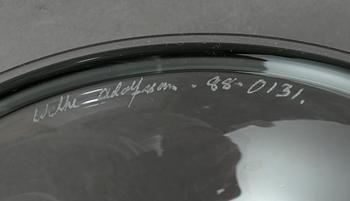 Wilke Adolfsson - 88-0131.